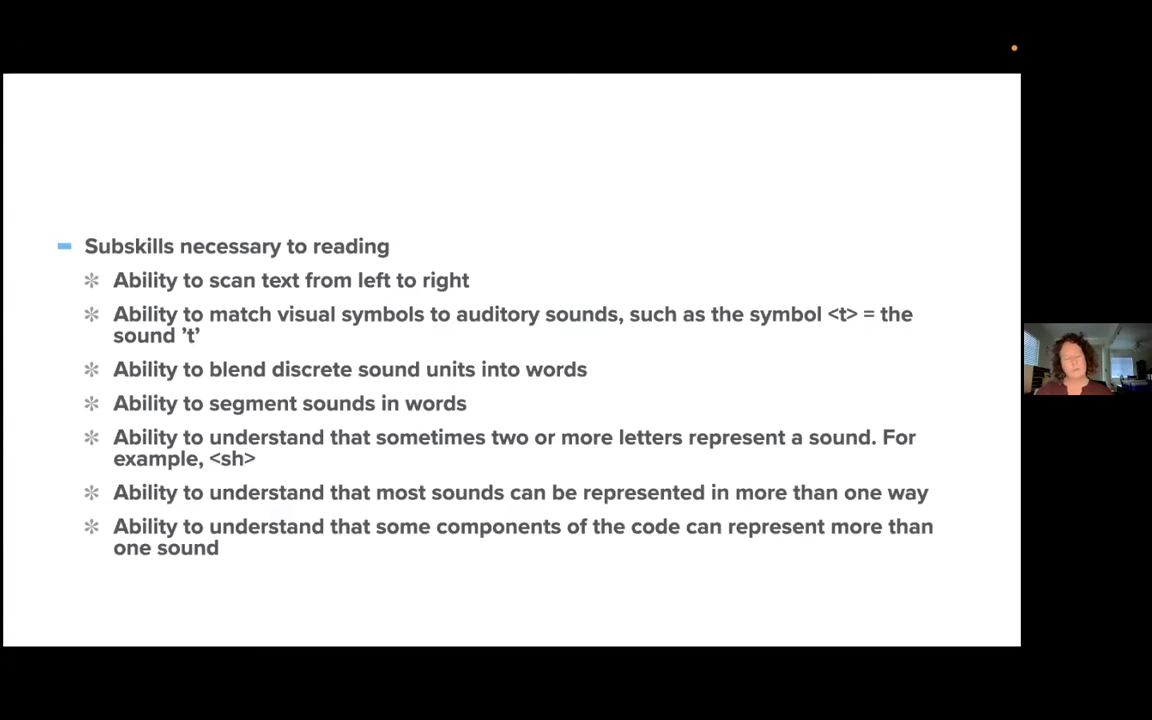 Subskills necessary to reading
Ability to scan text from left to right
Ability to match visual symbols to auditory sounds, such as the symbol <t> = the
sound ’t’
Ability to blend discrete sound units into words
Ability to segment sounds in words
Ability to understand that sometimes two or more letters represent a sound. For
example, <sh>
Ability to understand that most sounds can be represented in more than one way
Ability to understand that some components of the code can represent more than
one sound